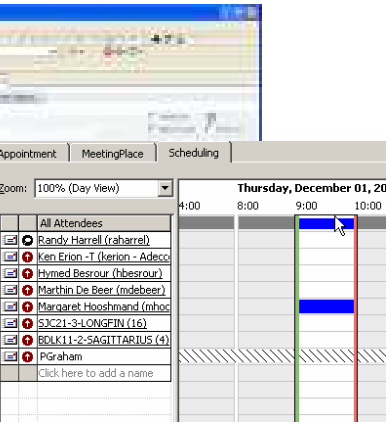 Appointment MeetingPlace Scheduling
Zoom: 100% (Day View) Thursday, December 01, 20
4:00 8:00 9:00 10:00
All Attendees
Randy Harrell (raharrel)
Ken Erion -T (kerion - Adecc
Hymed Besrour (hbesrour)
Marthin De Beer (mdebeer)
Margaret Hooshmand (mhoc
SJC21-3-LONGFIN (16)
BDLK11-2-SAGITTARIUS (4)
PGraham
Click here to add a name